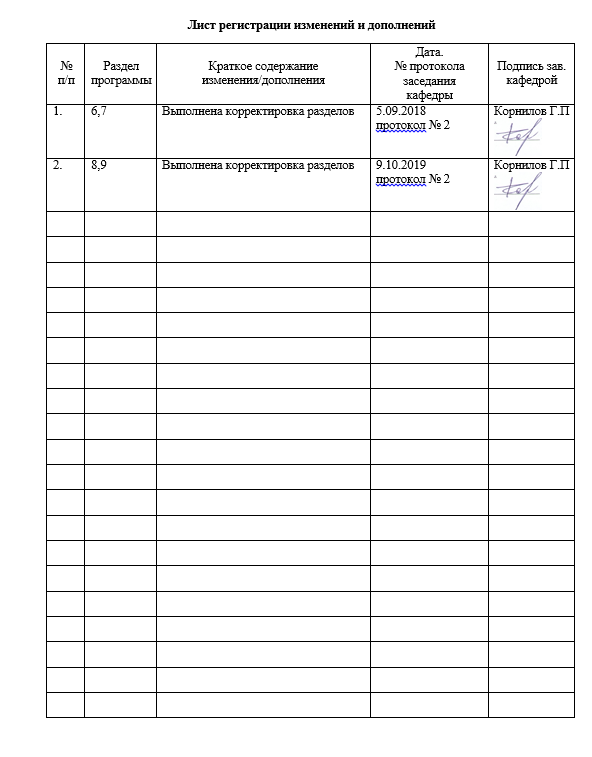 Лист регистрации изменений и дополнений
№
п/п
Раздел
программы
Краткое содержание
изменения/дополнения
Дата.
№ протокола
заседания
кафедры
Подпись зав.
кафедрой
1.
6,7
Выполнена корректировка разделов
5.09.2018
протокол № 2
Корнилов Г.П
2.
8,9
Выполнена корректировка разделов
9.10.2019
протокол № 2
Корнилов Г.П